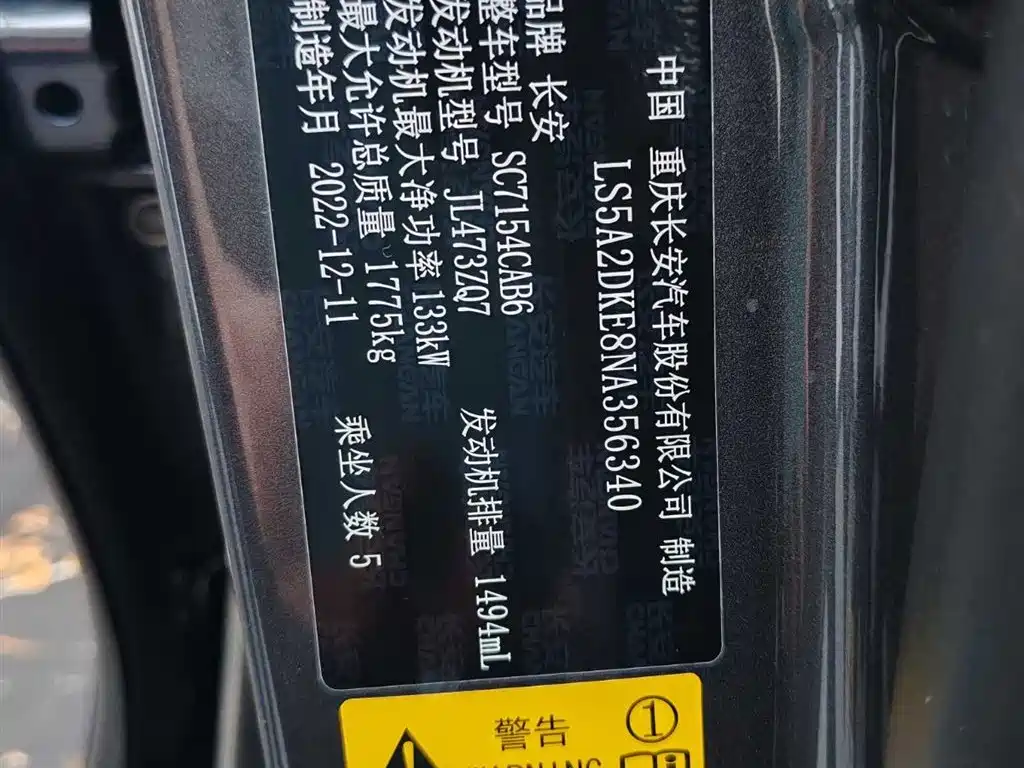 中国 重庆长安汽车股份有限公司 制造
LS5A2DKE8NA356340
品牌 长安
整车型号 SC7154CAB6
发动机型号 JL473ZQ7 发动机排量 1494mL
发动机最大净功率 133kW
最大允许总质量 1775kg 乘坐人数 5
制造年月 2022-12-11
警告 ①
WARNING